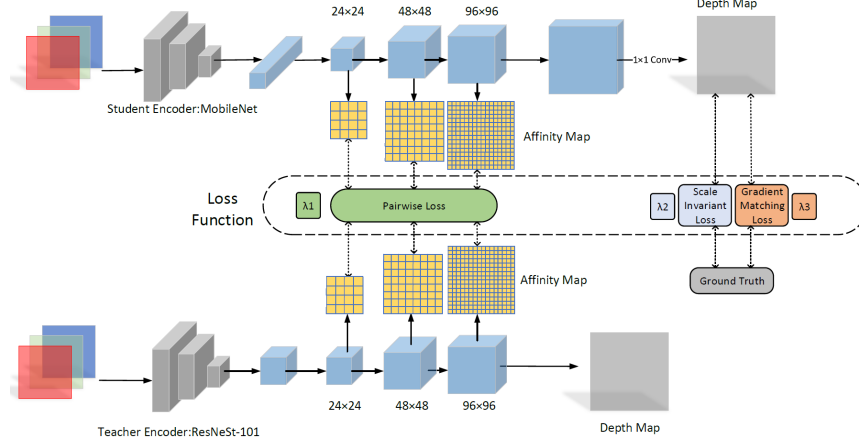 24×24
48×48
96×96
Depth Map
1×1 Conv
Student Encoder:MobileNet
Affinity Map
Loss
Function
λ1
Pairwise Loss
λ2
Scale
Invariant
Loss
Gradient
Matching
Loss
λ3
Affinity Map
Ground Truth
24×24
48×48
96×96
Depth Map
Teacher Encoder:ResNeSt-101